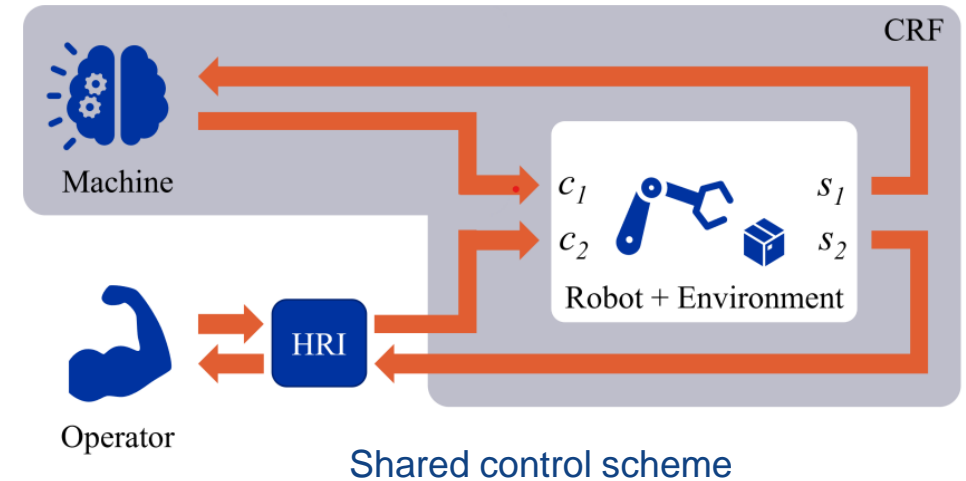 CRF
Machine
c1
s1
c2
s2
Robot + Environment
HRI
Operator
Shared control scheme